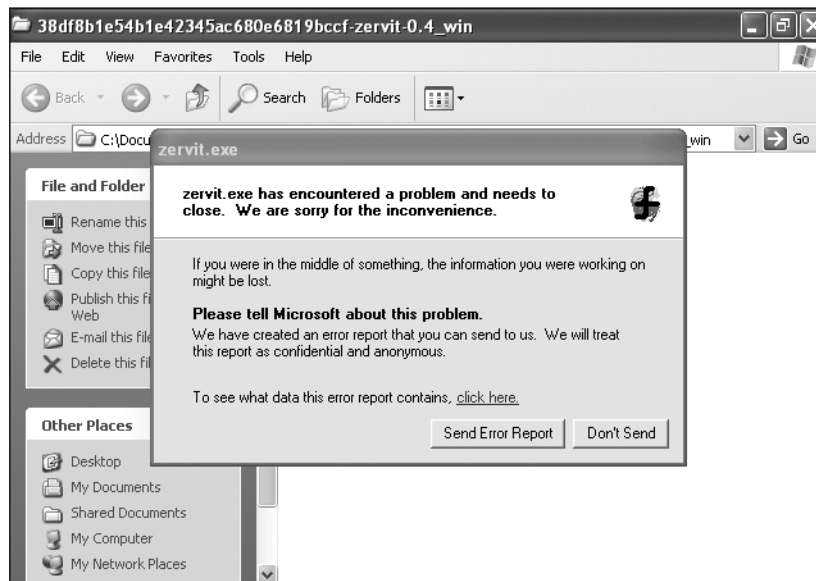 38df8b1e54b1e42345ac680e6819bccf-zervit-0.4_win
File Edit View Favorites Tools Help
Back Search Folders
Address C:\Docu _win Go
zervit.exe
zervit.exe has encountered a problem and needs to
close. We are sorry for the inconvenience.
If you were in the middle of something, the information you were working on
might be lost.
Please tell Microsoft about this problem.
We have created an error report that you can send to us. We will treat
this report as confidential and anonymous.
To see what data this error report contains, click here.
Send Error Report Don't Send
File and Folder
Rename this
Move this file
Copy this file
Publish this fi
Web
E-mail this file
Delete this fil
Other Places
Desktop
My Documents
Shared Documents
My Computer
My Network Places